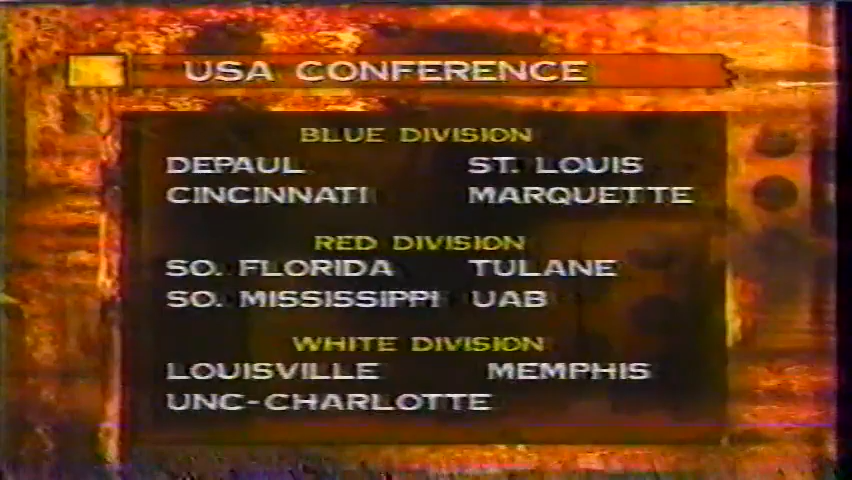 USA CONFERENCE
BLUE DIVISION
DEPAUL ST. LOUIS
CINCINNATI MARQUETTE
RED DIVISION
SO. FLORIDA TULANE
SO. MISSISSIPPI UAB
WHITE DIVISION
LOUISVILLE MEMPHIS
UNC-CHARLOTTE